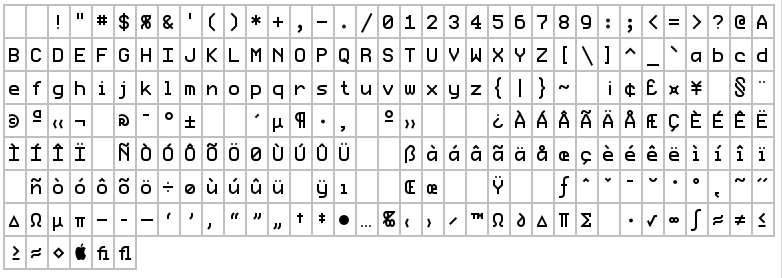 ! " # $ % & ' ( ) * + , - . / 0 1 2 3 4 5 6 7 8 9 : ; < = > ? @ A
B C D E F G H I J K L M N O P Q R S T U V W X Y Z [ \ ] ^ _ ` a b c d
e f g h i j k l m n o p q r s t u v w x y z { | } ~ ¡ ¢ £ ¤ ¥ § ¨
© ª ‹‹ ¬ ® ¯ ° ± ´ µ ¶ · ¸ º ›› ¿ À Á Â Ã Ä Å Æ Ç È É Ê Ë
Ì Í Î Ï Ñ Ò Ó Ô Õ Ö Ø Ù Ú Û Ü ß à á â ã ä å æ ç è é ê ë ì í î ï
ñ ò ó ô õ ö ÷ ø ù ú û ü ÿ ı Œ œ Ÿ ƒ ˆ ˇ ˉ ˘ ˙ ˚ ˛ ˜ ˝
Δ Ω μ π – - – — ‘ ’ ‚ “ ” „ † ‡ • … ‰ ‹ › ⁄ ™ Ω ∂ ∆ ∏ ∑ · √ ∞ ∫ ≈ ≠ ≤
≥ ≈ ◊  fi fl